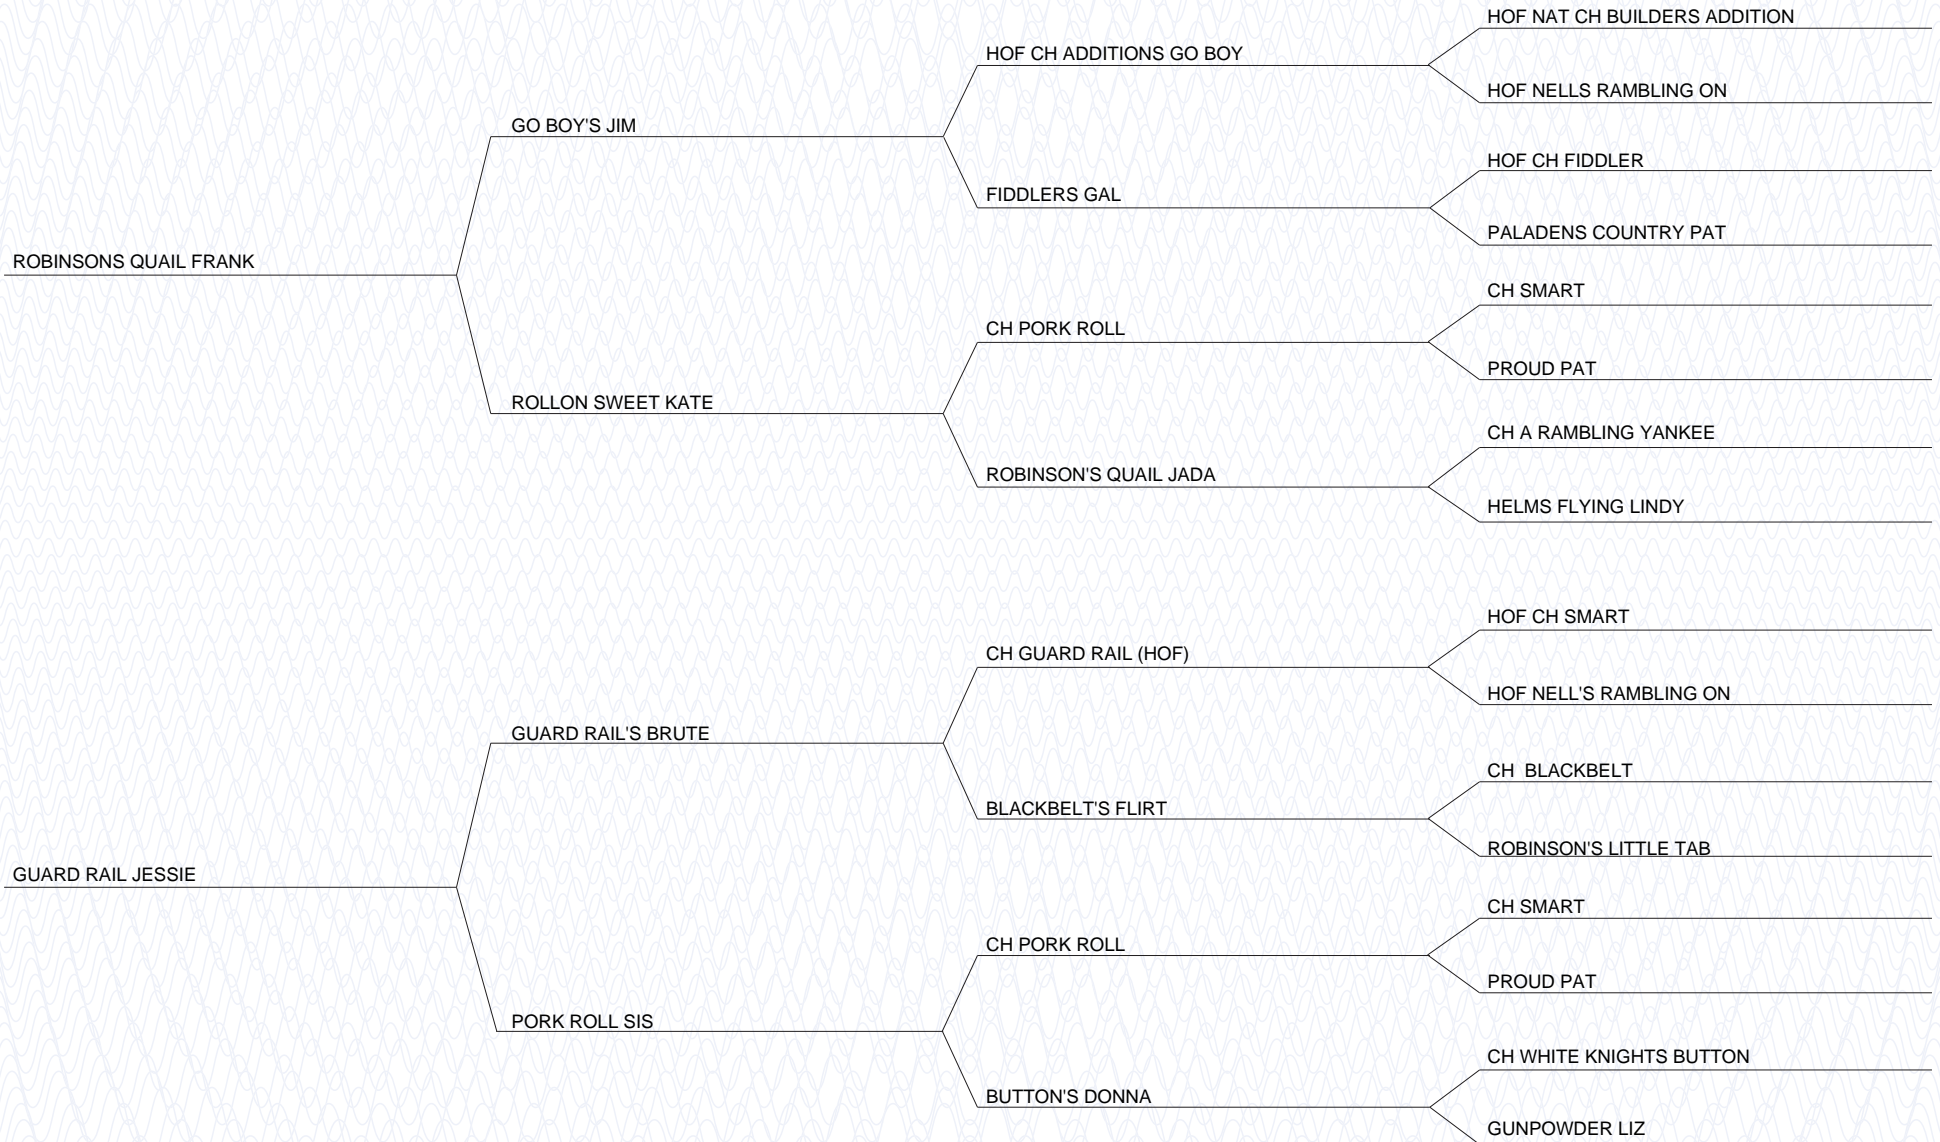 HOF NAT CH BUILDERS ADDITION
HOF CH ADDITIONS GO BOY
HOF NELLS RAMBLING ON
GO BOY'S JIM
HOF CH FIDDLER
FIDDLERS GAL
PALADENS COUNTRY PAT
ROBINSONS QUAIL FRANK
CH SMART
CH PORK ROLL
PROUD PAT
ROLLON SWEET KATE
CH A RAMBLING YANKEE
ROBINSON'S QUAIL JADA
HELMS FLYING LINDY
HOF CH SMART
CH GUARD RAIL (HOF)
HOF NELL'S RAMBLING ON
GUARD RAIL'S BRUTE
CH  BLACKBELT
BLACKBELT'S FLIRT
ROBINSON'S LITTLE TAB
GUARD RAIL JESSIE
CH SMART
CH PORK ROLL
PROUD PAT
PORK ROLL SIS
CH WHITE KNIGHTS BUTTON
BUTTON'S DONNA
GUNPOWDER LIZ